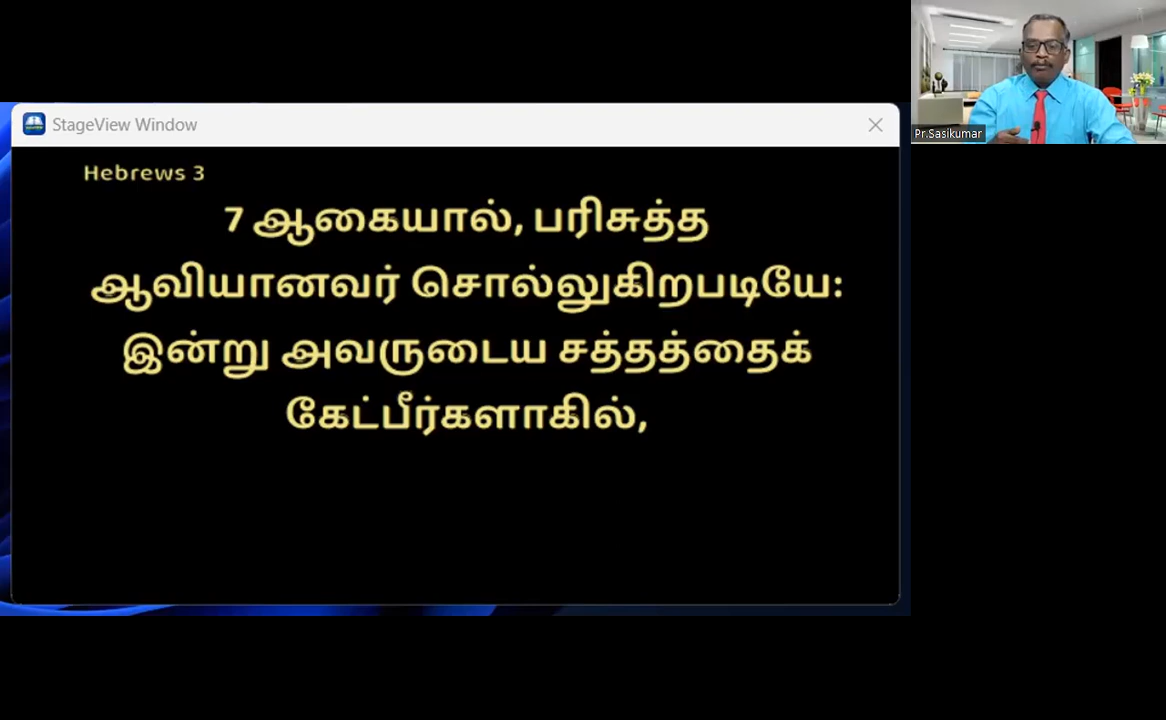 StageView Window
Hebrews 3
7 ஆகையால், பரிசுத்த
ஆவியானவர் சொல்லுகிறபடியே:
இன்று அவருடைய சத்தத்தைக்
கேட்பீர்களாகில்,
Pr.Sasikumar